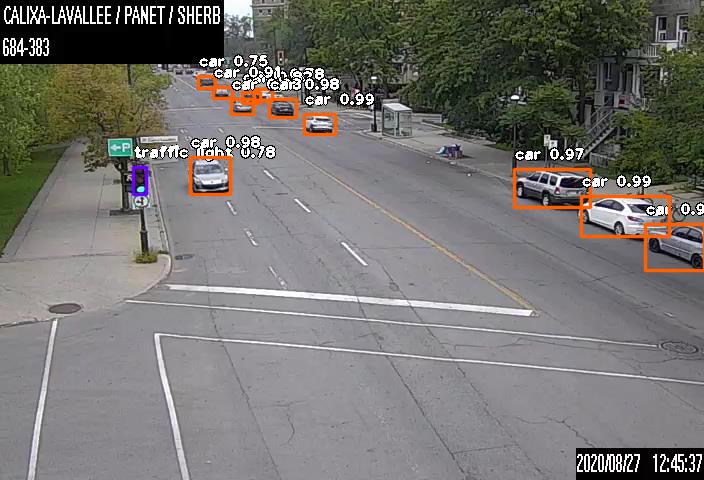 CALIXA-LAVALLEE / PANET / SHERB
684-383
car 0.75
car 0.98
car 0.99
car 0.98
traffic light 0.78
P
car 0.97
car 0.99
2020/08/27 12:45:37